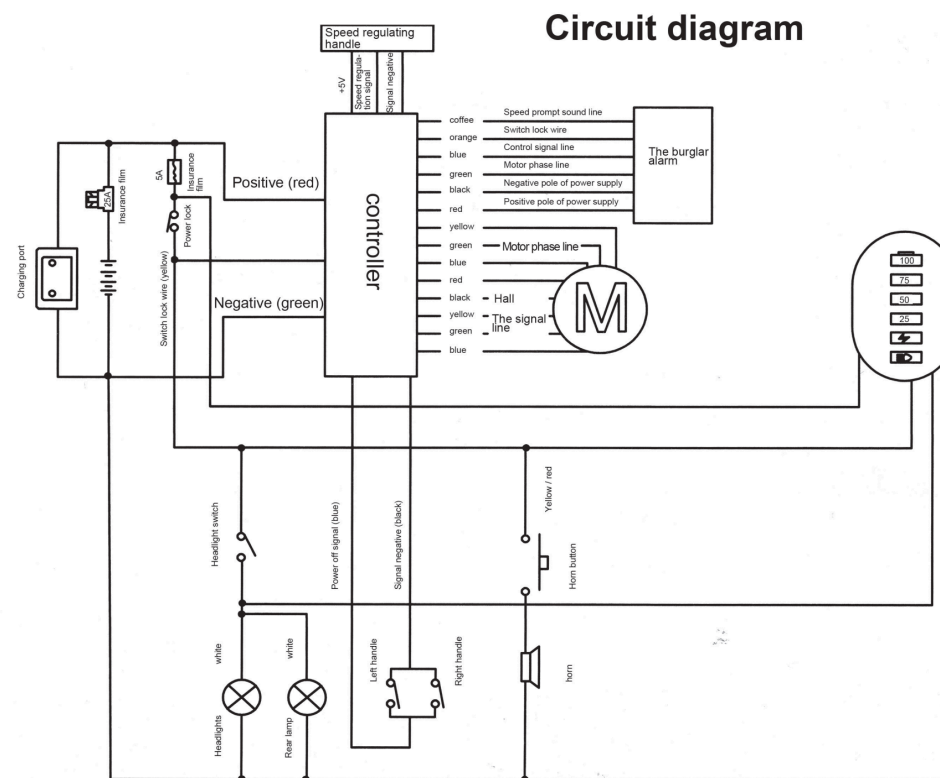 Circuit diagram
Speed regulating
handle
+5V
Speed regula-
tion signal
Signal negative
controller
coffee
orange
blue
green
black
red
yellow
green
blue
red
black
yellow
green
blue
Speed prompt sound line
Switch lock wire
Control signal line
Motor phase line
Negative pole of power supply
Positive pole of power supply
The burglar
alarm
Motor phase line
Hall
The signal
line
M
Charging port
25A
Insurance film
5A
Insurance
film
Power lock
Positive (red)
Switch lock wire (yellow)
Negative (green)
100
75
50
25
Headlight switch
Power off signal (blue)
Signal negative (black)
Yellow / red
Horn button
white
white
Left handle
Right handle
horn
Headlights
Rear lamp